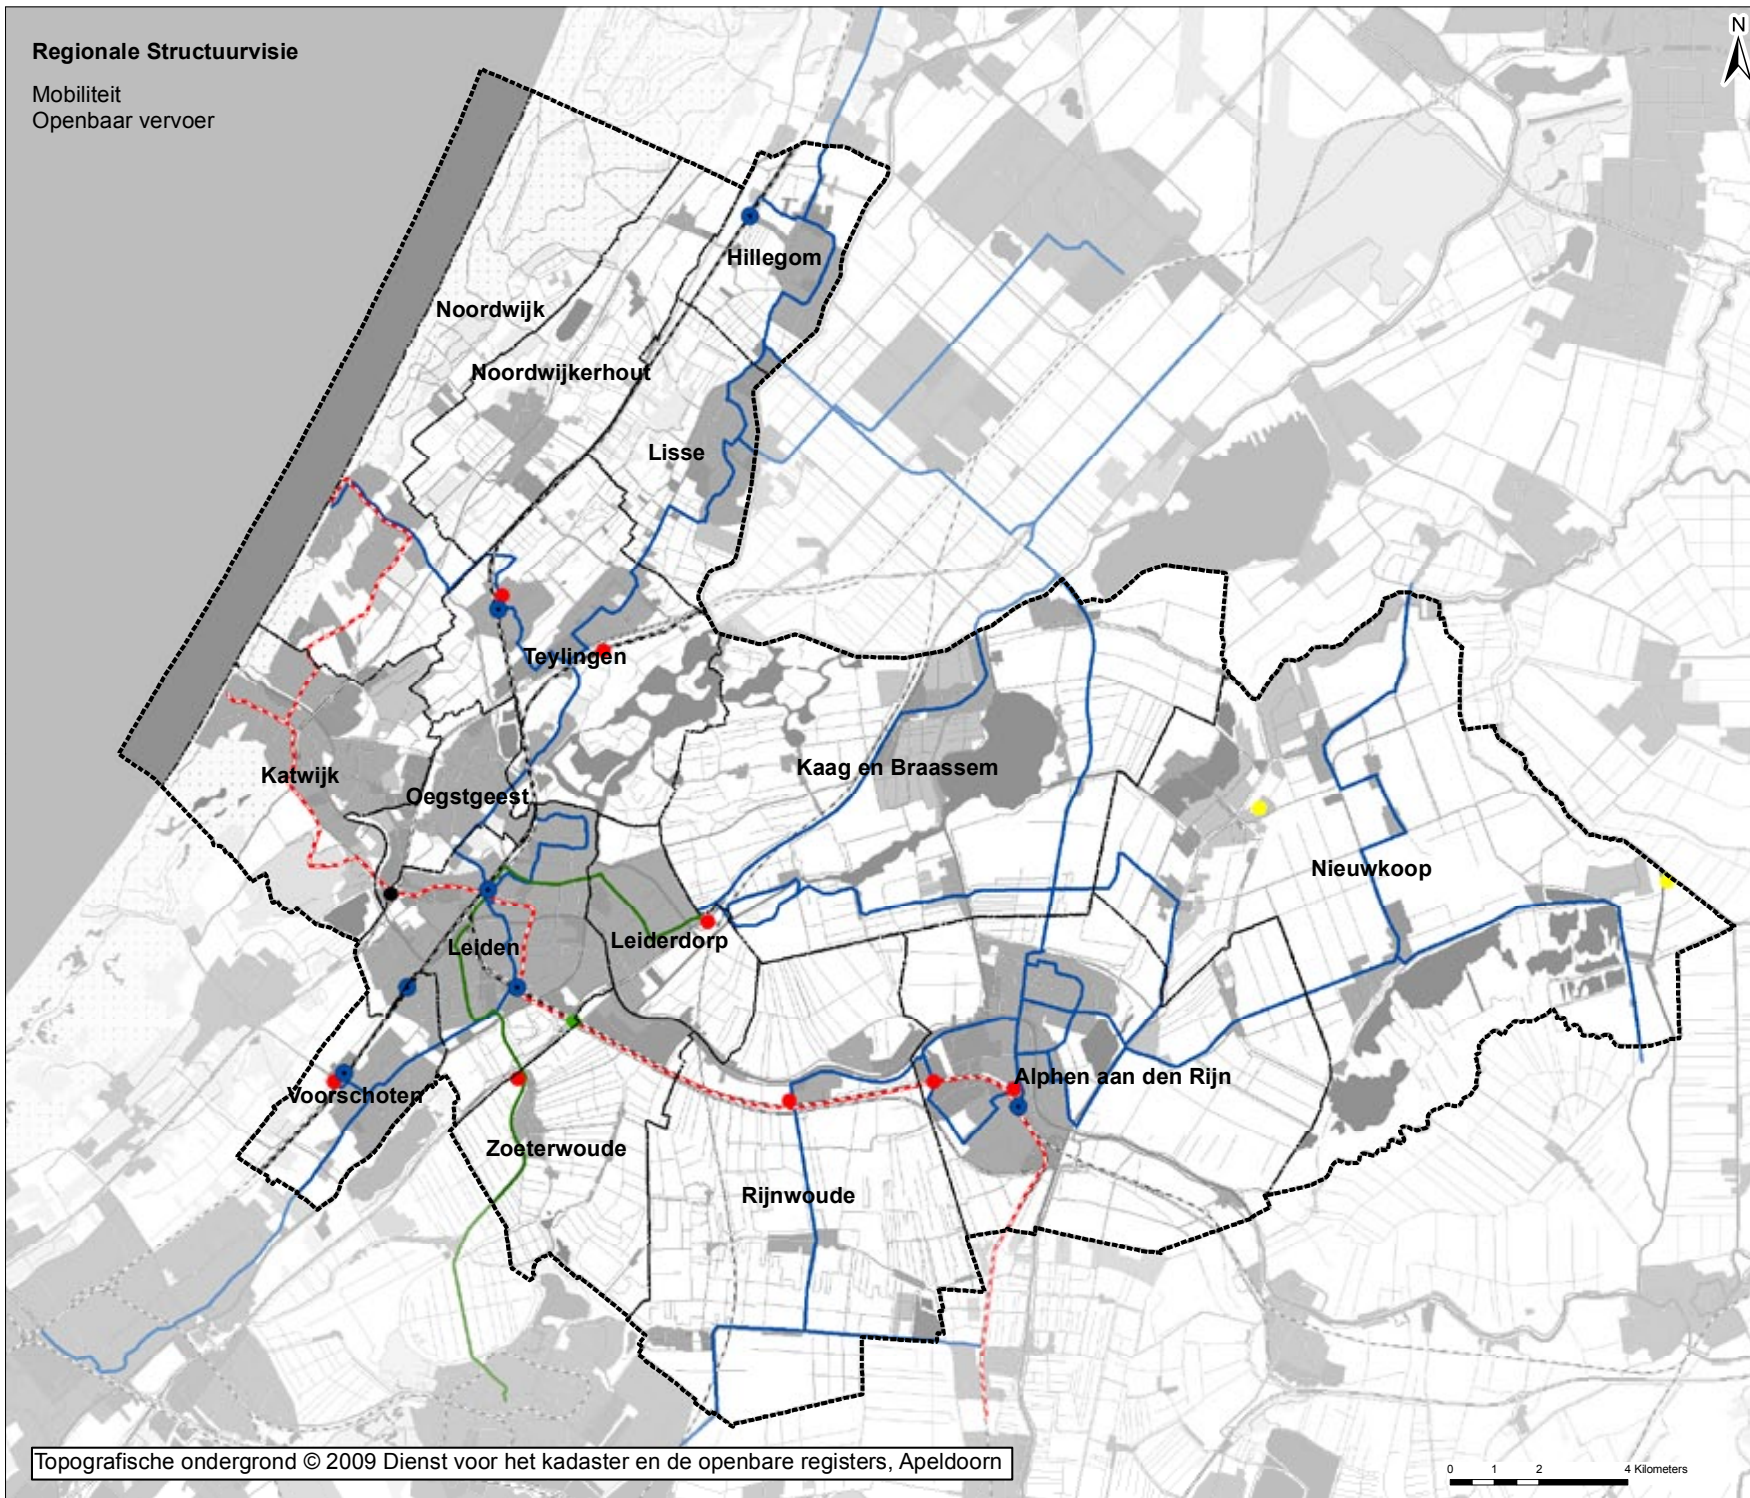 Regionale Structuurvisie
Mobiliteit
Openbaar vervoer
N
Hillegom
Noordwijk
Noordwijkerhout
Lisse
Teylingen
Kaag en Braassem
Katwijk
Oegstgeest
Nieuwkoop
Leiderdorp
Leiden
Alphen aan den Rijn
Voorschoten
Zoeterwoude
Rijnwoude
Topografische ondergrond © 2009 Dienst voor het kadaster en de openbare registers, Apeldoorn
0 1 2 4 Kilometers